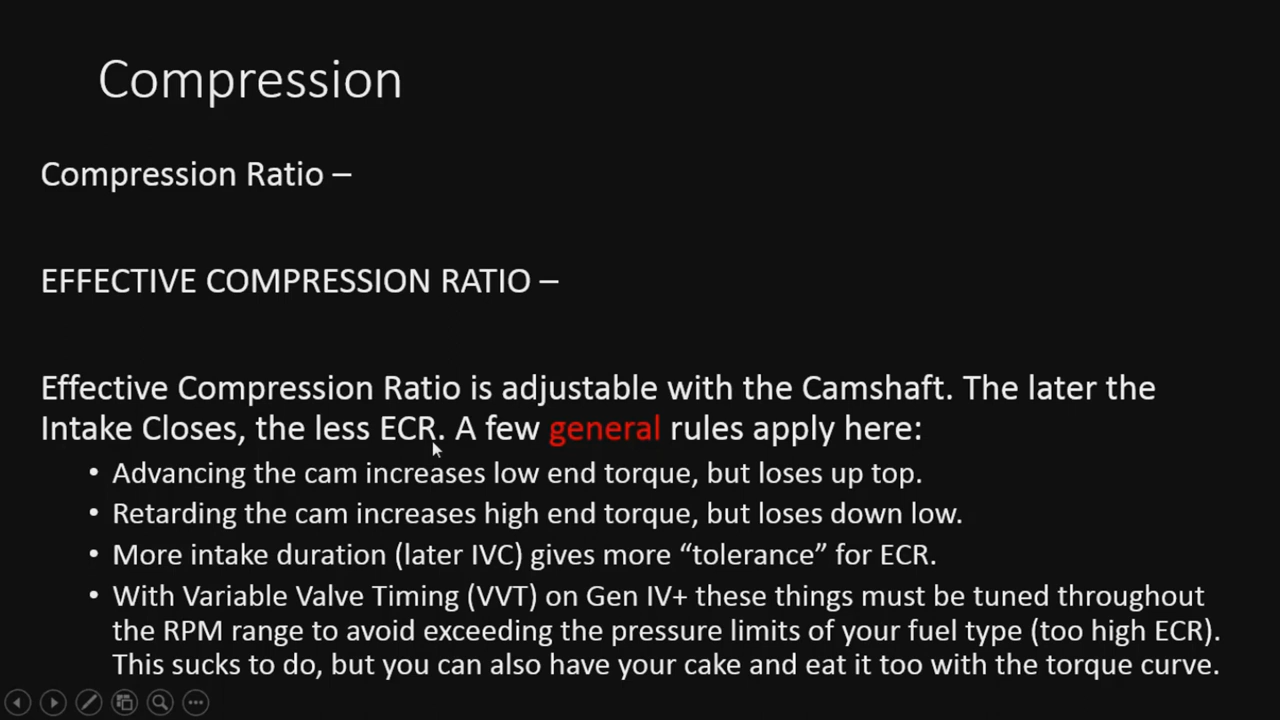 Compression
Compression Ratio –
EFFECTIVE COMPRESSION RATIO –
Effective Compression Ratio is adjustable with the Camshaft. The later the
Intake Closes, the less ECR. A few general rules apply here:
• Advancing the cam increases low end torque, but loses up top.
• Retarding the cam increases high end torque, but loses down low.
• More intake duration (later IVC) gives more “tolerance” for ECR.
• With Variable Valve Timing (VVT) on Gen IV+ these things must be tuned throughout
the RPM range to avoid exceeding the pressure limits of your fuel type (too high ECR).
This sucks to do, but you can also have your cake and eat it too with the torque curve.